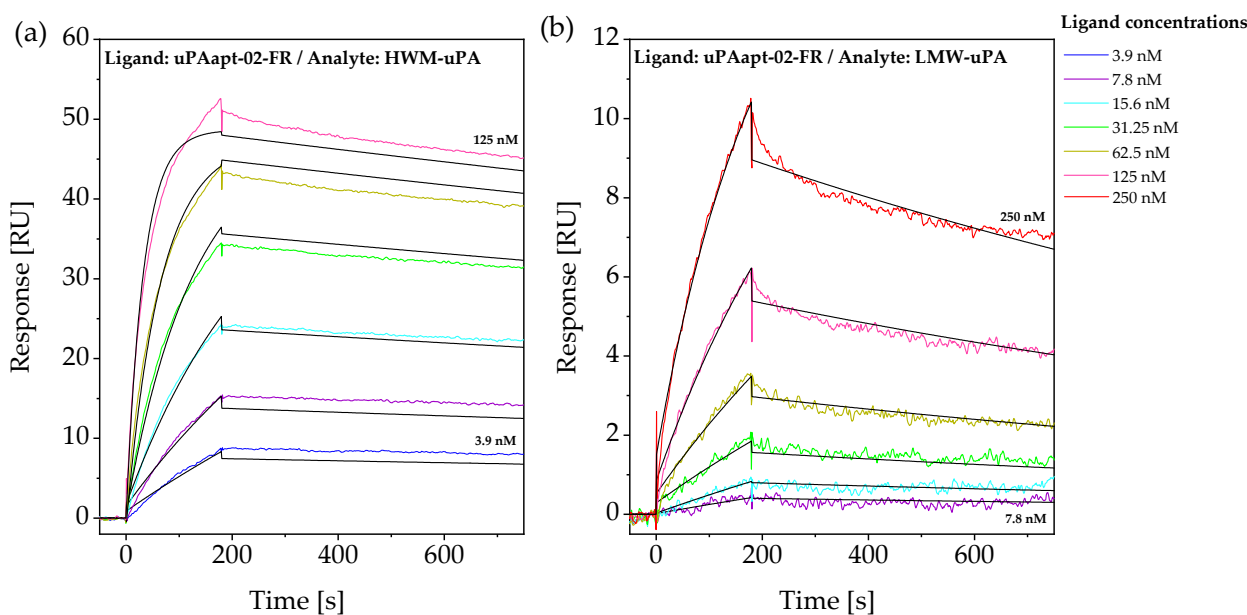 (a)
60
50
40
30
20
10
0
Response [RU]
Ligand: uPAapt-02-FR / Analyte: HWM-uPA
125 nM
3.9 nM
0
200
400
600
Time [s]
(b)
12
10
8
6
4
2
0
Response [RU]
Ligand: uPAapt-02-FR / Analyte: LMW-uPA
250 nM
7.8 nM
0
200
400
600
Time [s]
Ligand concentrations
3.9 nM
7.8 nM
15.6 nM
31.25 nM
62.5 nM
125 nM
250 nM